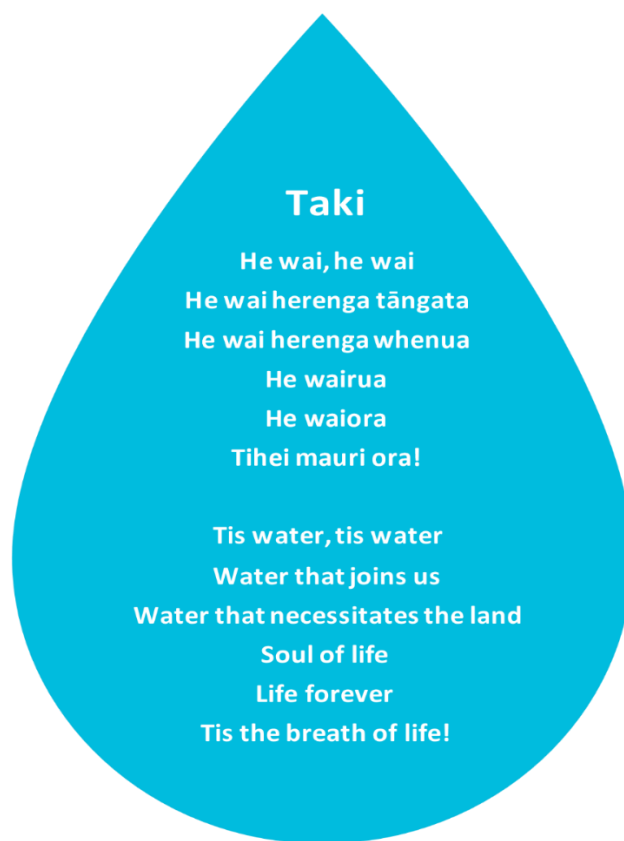 Taki
He wai, he wai
He wai herenga tāngata
He wai herenga whenua
He wairua
He waiora
Tihei mauri ora!
Tis water, tis water
Water that joins us
Water that necessitates the land
Soul of life
Life forever
Tis the breath of life!